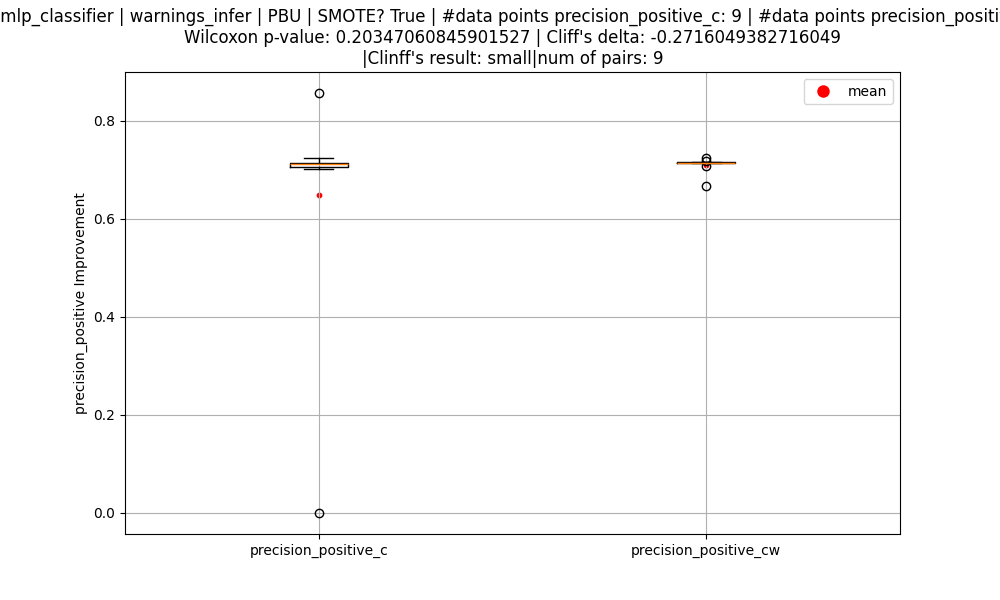 mlp_classifier | warnings_infer | PBU | SMOTE? True | #data points precision_positive_c: 9 | #data points precision_positi
Wilcoxon p-value: 0.20347060845901527 | Cliff's delta: -0.2716049382716049
|Clinff's result: small|num of pairs: 9
mean
0.8
0.6
0.4
0.2
0.0
precision_positive Improvement
precision_positive_c
precision_positive_cw